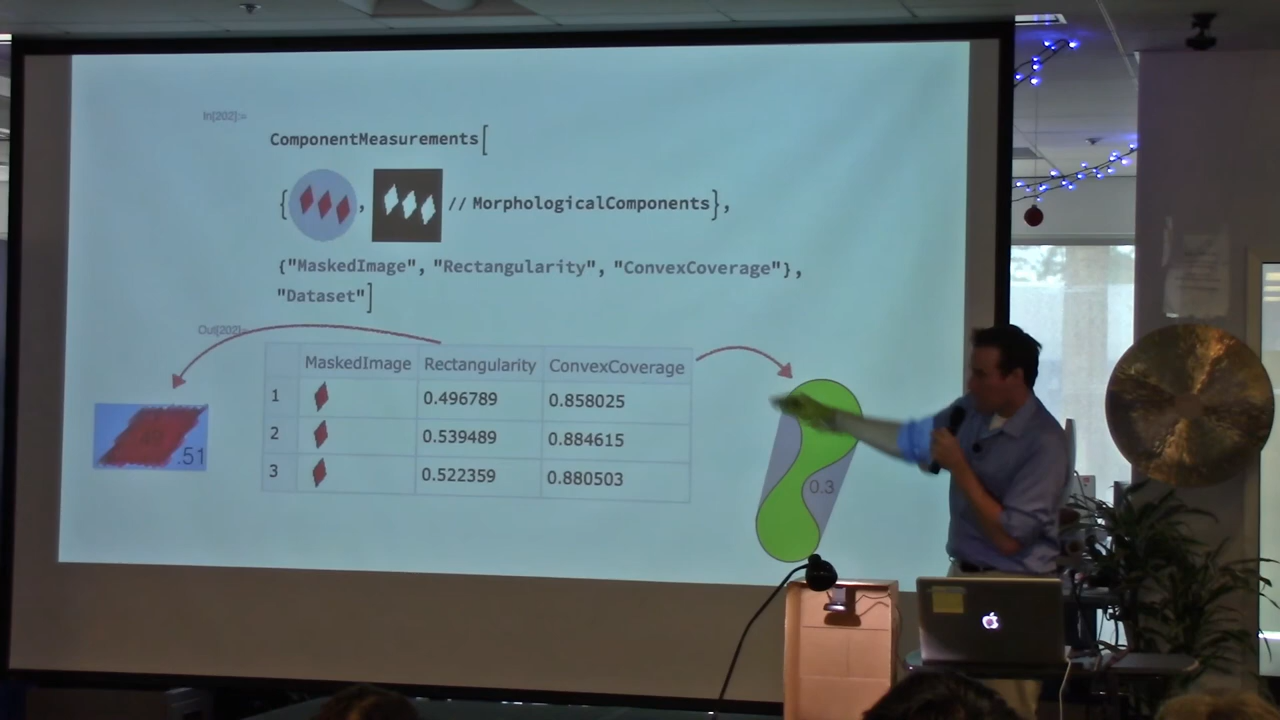 In[202]:=
ComponentMeasurements[
{ , // MorphologicalComponents},
{"MaskedImage", "Rectangularity", "ConvexCoverage"},
"Dataset"]
Out[202]=
MaskedImage Rectangularity ConvexCoverage
1 0.496789 0.858025
2 0.539489 0.884615
3 0.522359 0.880503
.49
.51
0.3